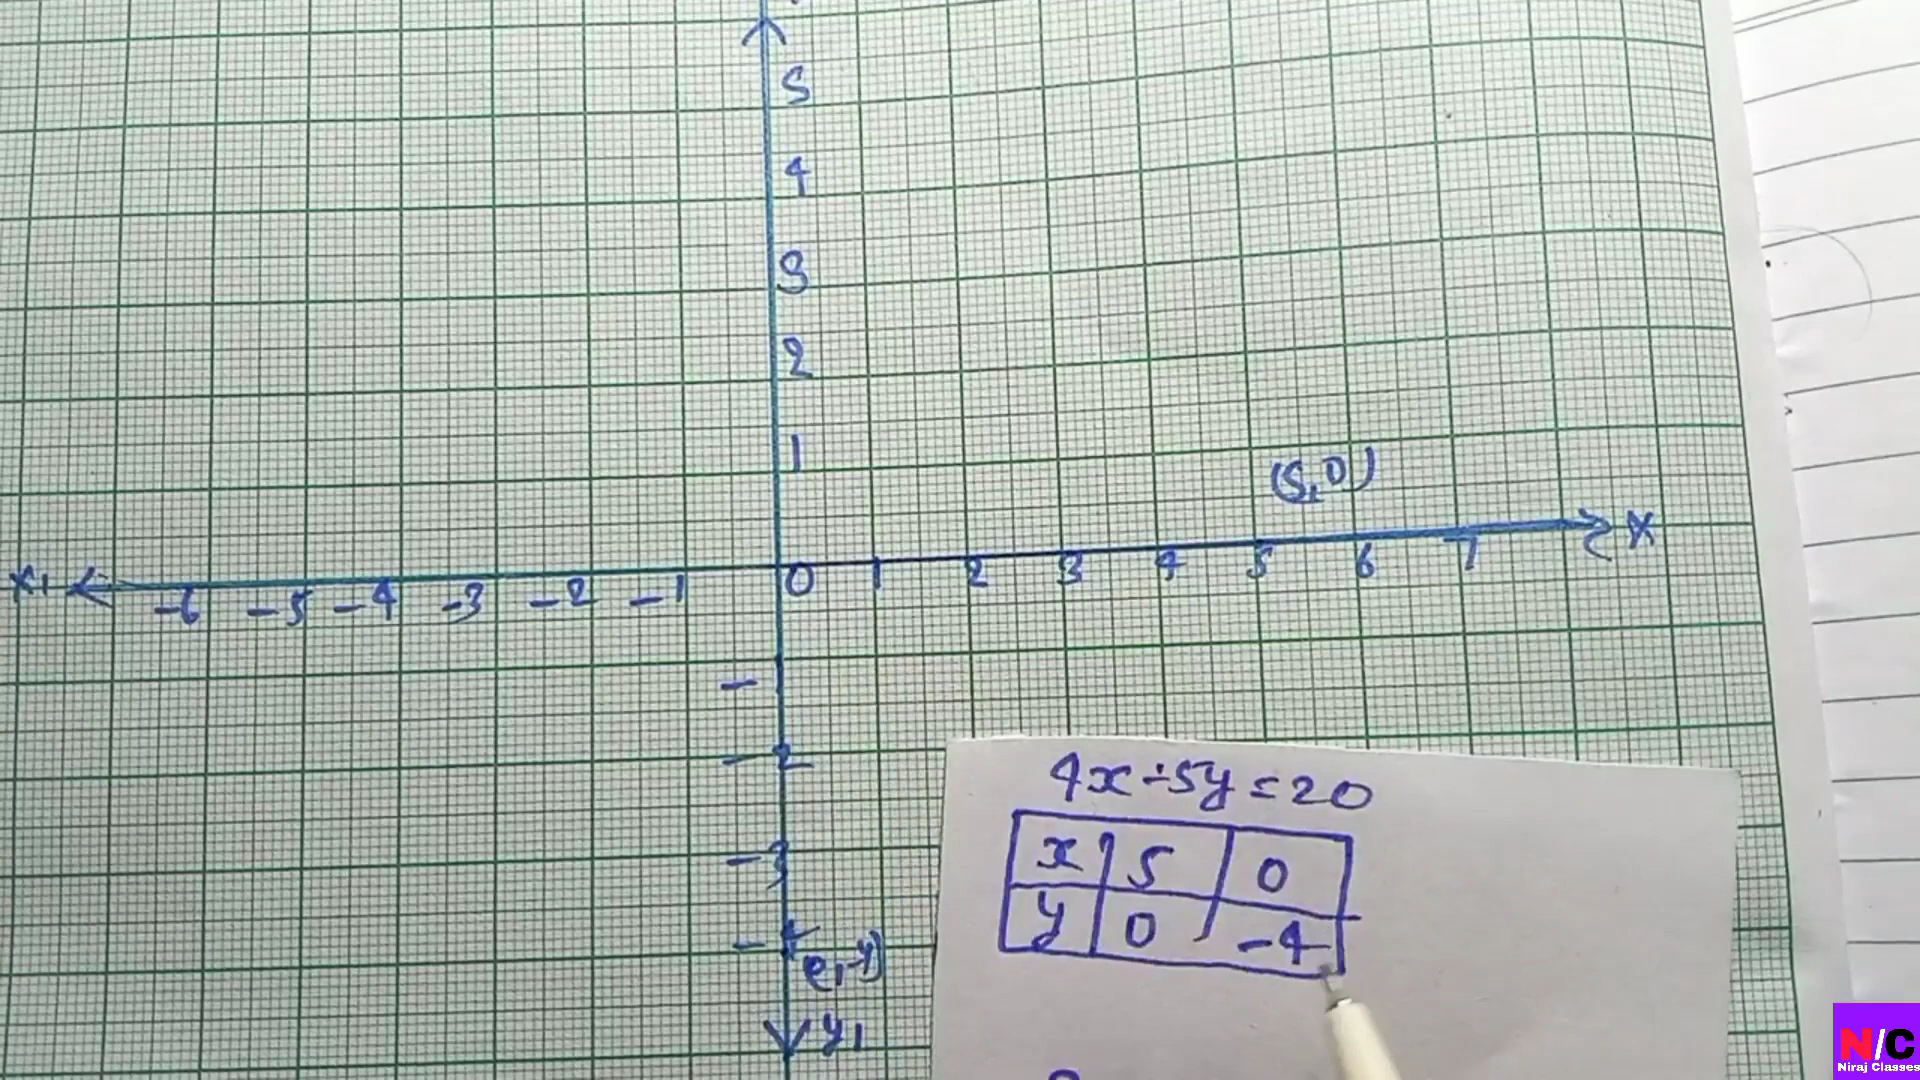 5
4
3
2
1
(5,0)
X
X1
-6 -5 -4 -3 -2 -1 0 1 2 3 4 5 6 7
-
-2
-3
-4
y1
4x-5y=20
x 5 0
y 0 -4
N/C
Niraj Classes